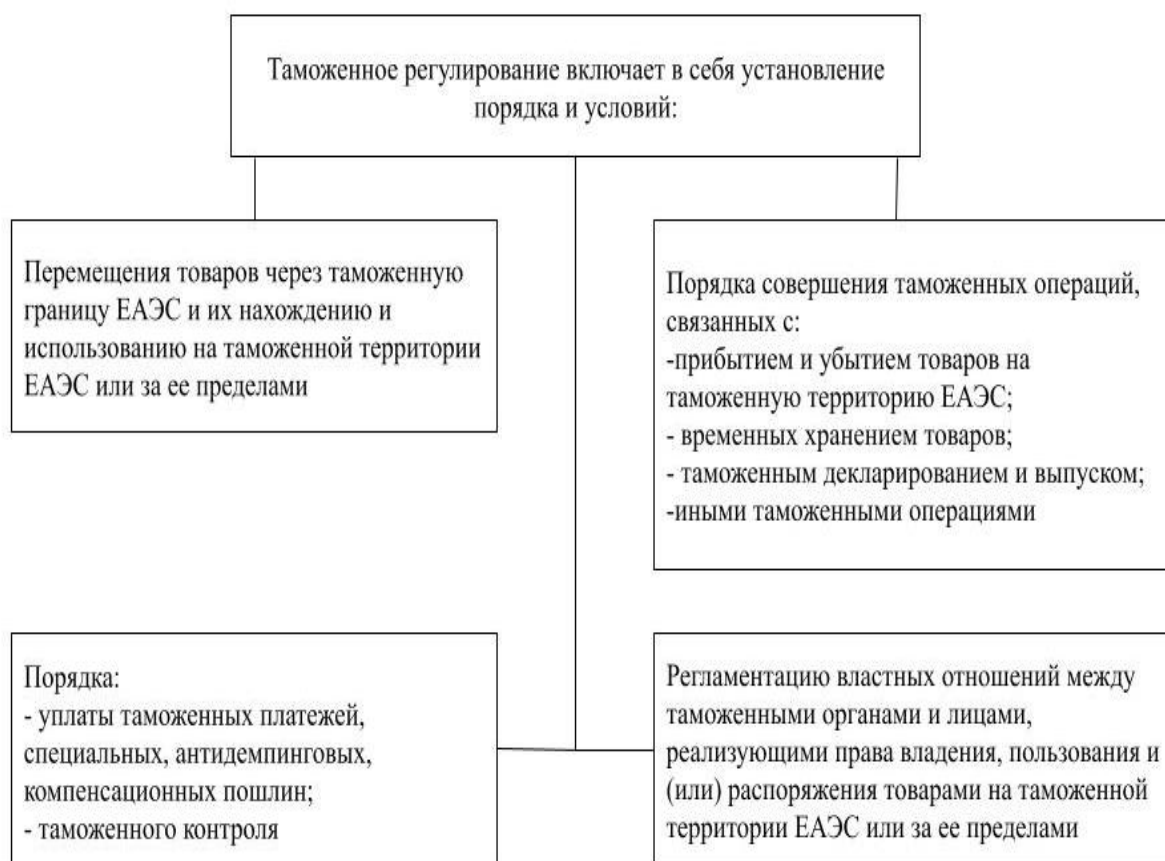 Таможенное регулирование включает в себя установление
порядка и условий:
Перемещения товаров через таможенную
границу ЕАЭС и их нахождению и
использованию на таможенной территории
ЕАЭС или за ее пределами
Порядка совершения таможенных операций,
связанных с:
-прибытием и убытием товаров на
таможенную территорию ЕАЭС;
- временных хранением товаров;
- таможенным декларированием и выпуском;
-иными таможенными операциями
Порядка:
- уплаты таможенных платежей,
специальных, антидемпинговых,
компенсационных пошлин;
- таможенного контроля
Регламентацию властных отношений между
таможенными органами и лицами,
реализующими права владения, пользования и
(или) распоряжения товарами на таможенной
территории ЕАЭС или за ее пределами